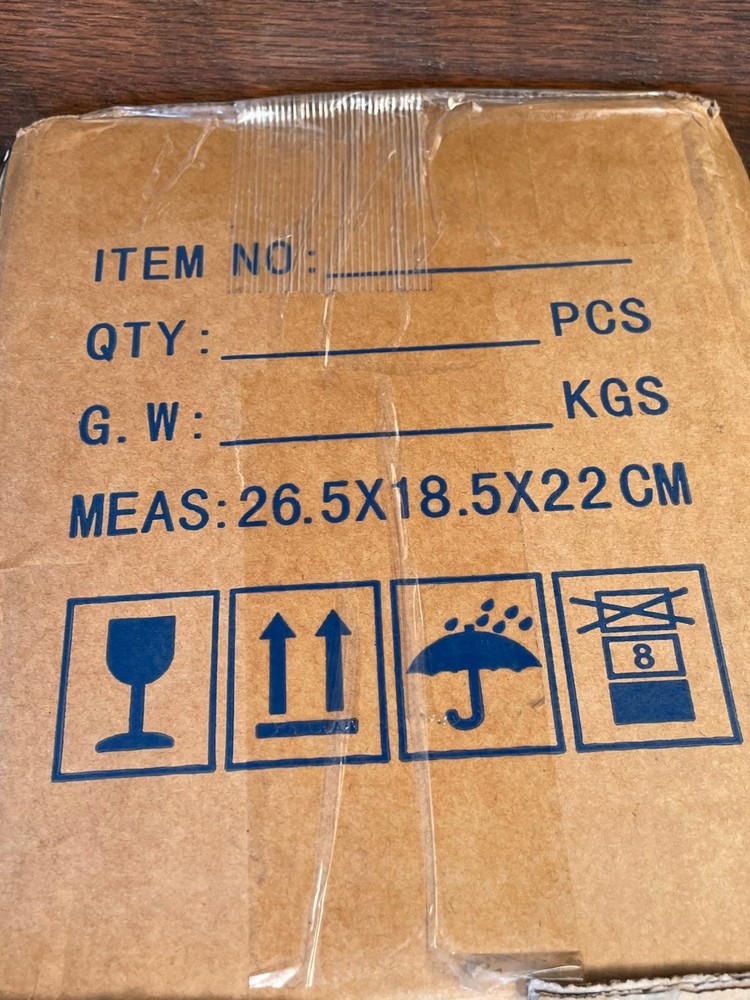 ITEM NO:
QTY: PCS
G.W: KGS
MEAS:26.5X18.5X22CM
8